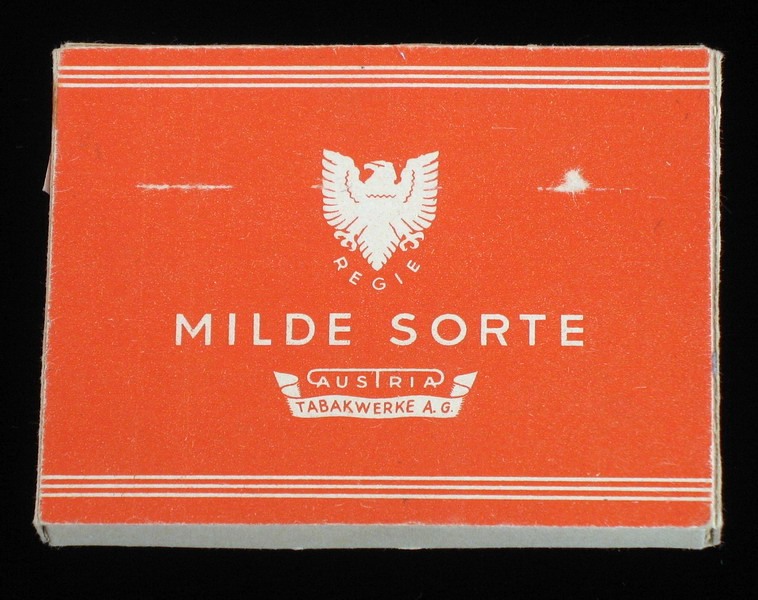 REGIE
MILDE SORTE
AUSTRIA
TABAKWERKE A.G.